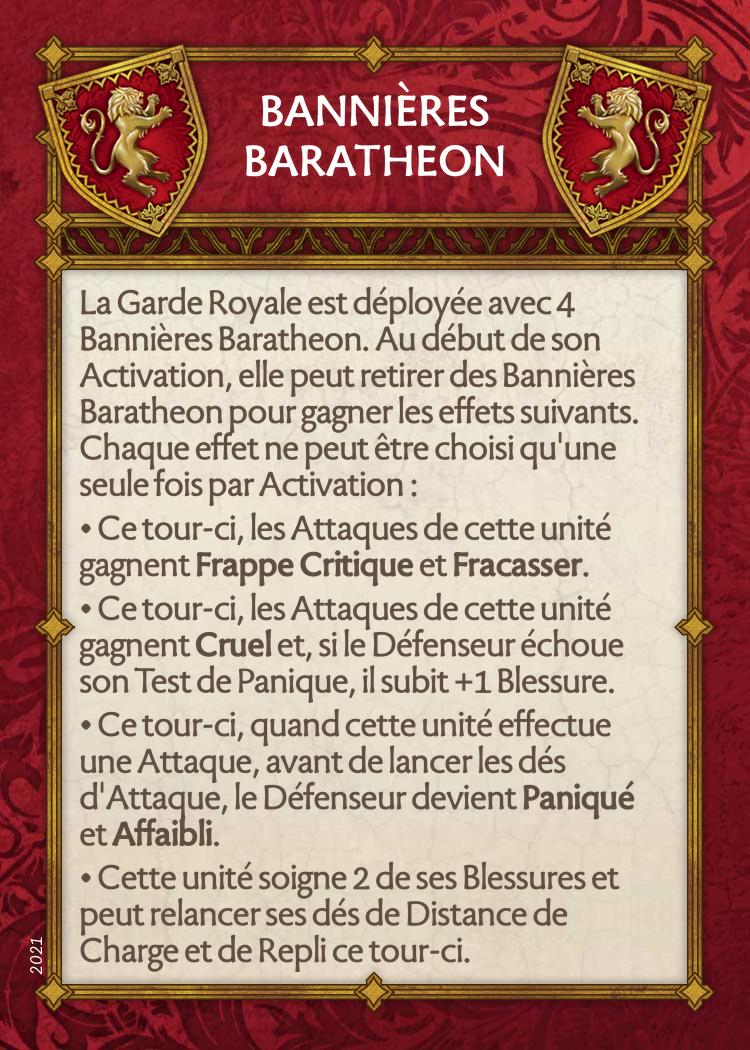 BANNIÈRES
BARATHEON
La Garde Royale est déployée avec 4
Bannières Baratheon. Au début de son
Activation, elle peut retirer des Bannières
Baratheon pour gagner les effets suivants.
Chaque effet ne peut être choisi qu'une
seule fois par Activation :
• Ce tour-ci, les Attaques de cette unité
gagnent Frappe Critique et Fracasser.
• Ce tour-ci, les Attaques de cette unité
gagnent Cruel et, si le Défenseur échoue
son Test de Panique, il subit +1 Blessure.
• Ce tour-ci, quand cette unité effectue
une Attaque, avant de lancer les dés
d'Attaque, le Défenseur devient Paniqué
et Affaibli.
• Cette unité soigne 2 de ses Blessures et
peut relancer ses dés de Distance de
Charge et de Repli ce tour-ci.
2021